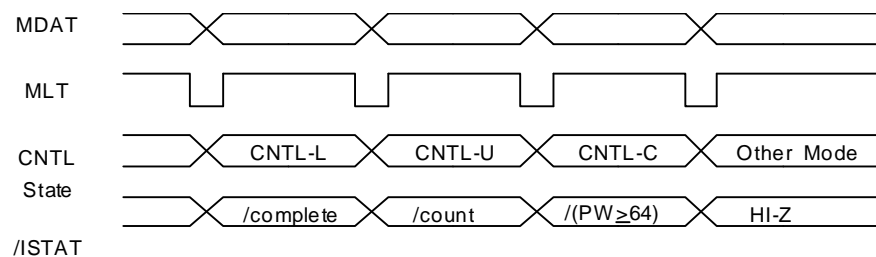 MDAT
MLT
CNTL State
CNTL-L CNTL-U CNTL-C Other Mode
/complete /count /(PW≥64) HI-Z
/ISTAT